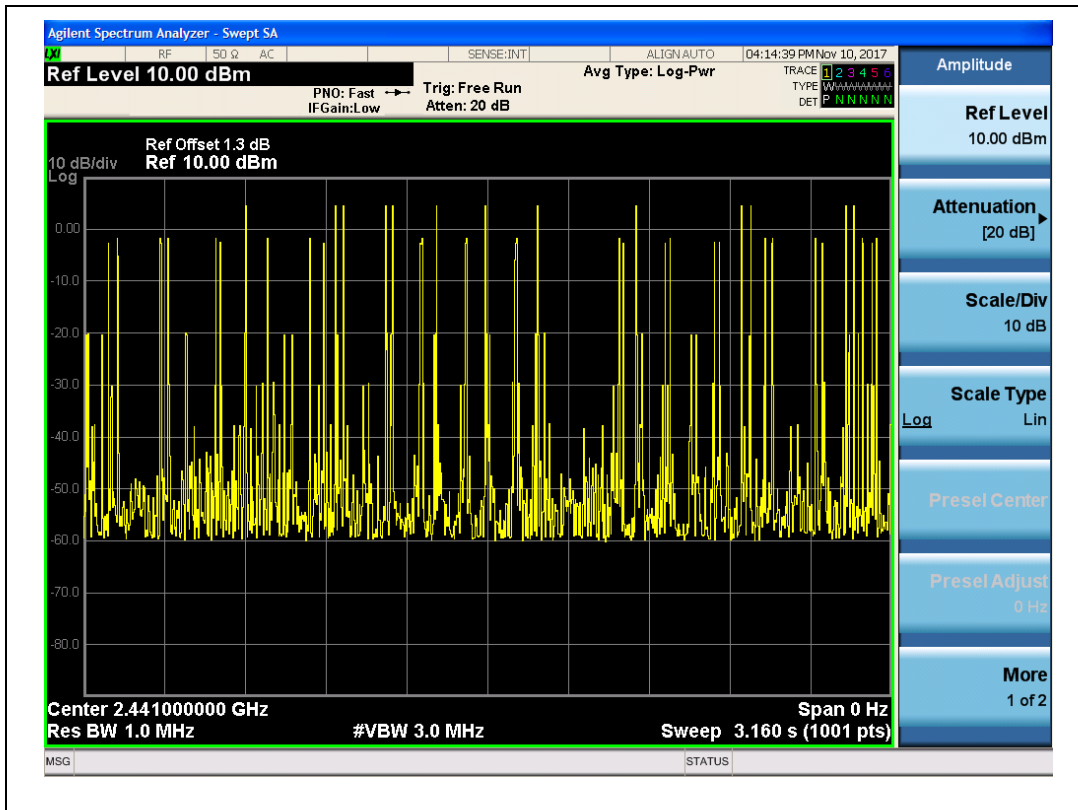 Agilent Spectrum Analyzer - Swept SA
LXI RF 50 Ω AC SENSE:INT ALIGN AUTO 04:14:39 PM Nov 10, 2017
Ref Level 10.00 dBm
Avg Type: Log-Pwr
TRACE 1 2 3 4 5 6
PNO: Fast
Trig: Free Run
TYPE WWWWWW
IFGain:Low
Atten: 20 dB
DET P N N N N N
Ref Offset 1.3 dB
10 dB/div Ref 10.00 dBm
Log
0.00
-10.0
-20.0
-30.0
-40.0
-50.0
-60.0
-70.0
-80.0
Center 2.441000000 GHz Span 0 Hz
Res BW 1.0 MHz #VBW 3.0 MHz Sweep 3.160 s (1001 pts)
MSG STATUS
Amplitude
Ref Level
10.00 dBm
Attenuation
[20 dB]
Scale/Div
10 dB
Scale Type
Log Lin
Presel Center
Presel Adjust
0 Hz
More
1 of 2